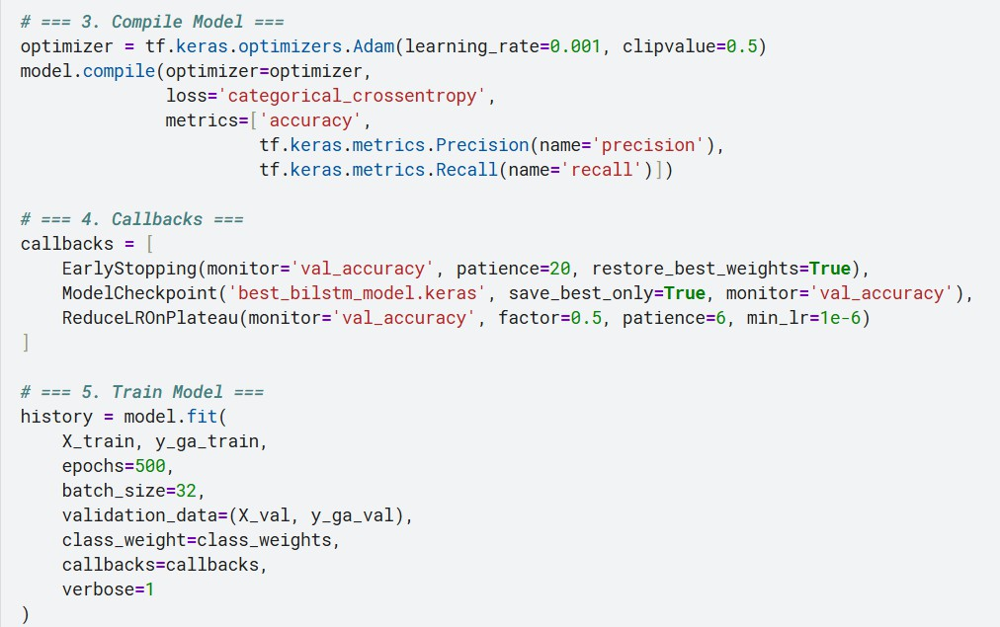 # === 3. Compile Model ===
optimizer = tf.keras.optimizers.Adam(learning_rate=0.001, clipvalue=0.5)
model.compile(optimizer=optimizer,
              loss='categorical_crossentropy',
              metrics=['accuracy',
                       tf.keras.metrics.Precision(name='precision'),
                       tf.keras.metrics.Recall(name='recall')])

# === 4. Callbacks ===
callbacks = [
    EarlyStopping(monitor='val_accuracy', patience=20, restore_best_weights=True),
    ModelCheckpoint('best_bilstm_model.keras', save_best_only=True, monitor='val_accuracy'),
    ReduceLROnPlateau(monitor='val_accuracy', factor=0.5, patience=6, min_lr=1e-6)
]

# === 5. Train Model ===
history = model.fit(
    X_train, y_ga_train,
    epochs=500,
    batch_size=32,
    validation_data=(X_val, y_ga_val),
    class_weight=class_weights,
    callbacks=callbacks,
    verbose=1
)